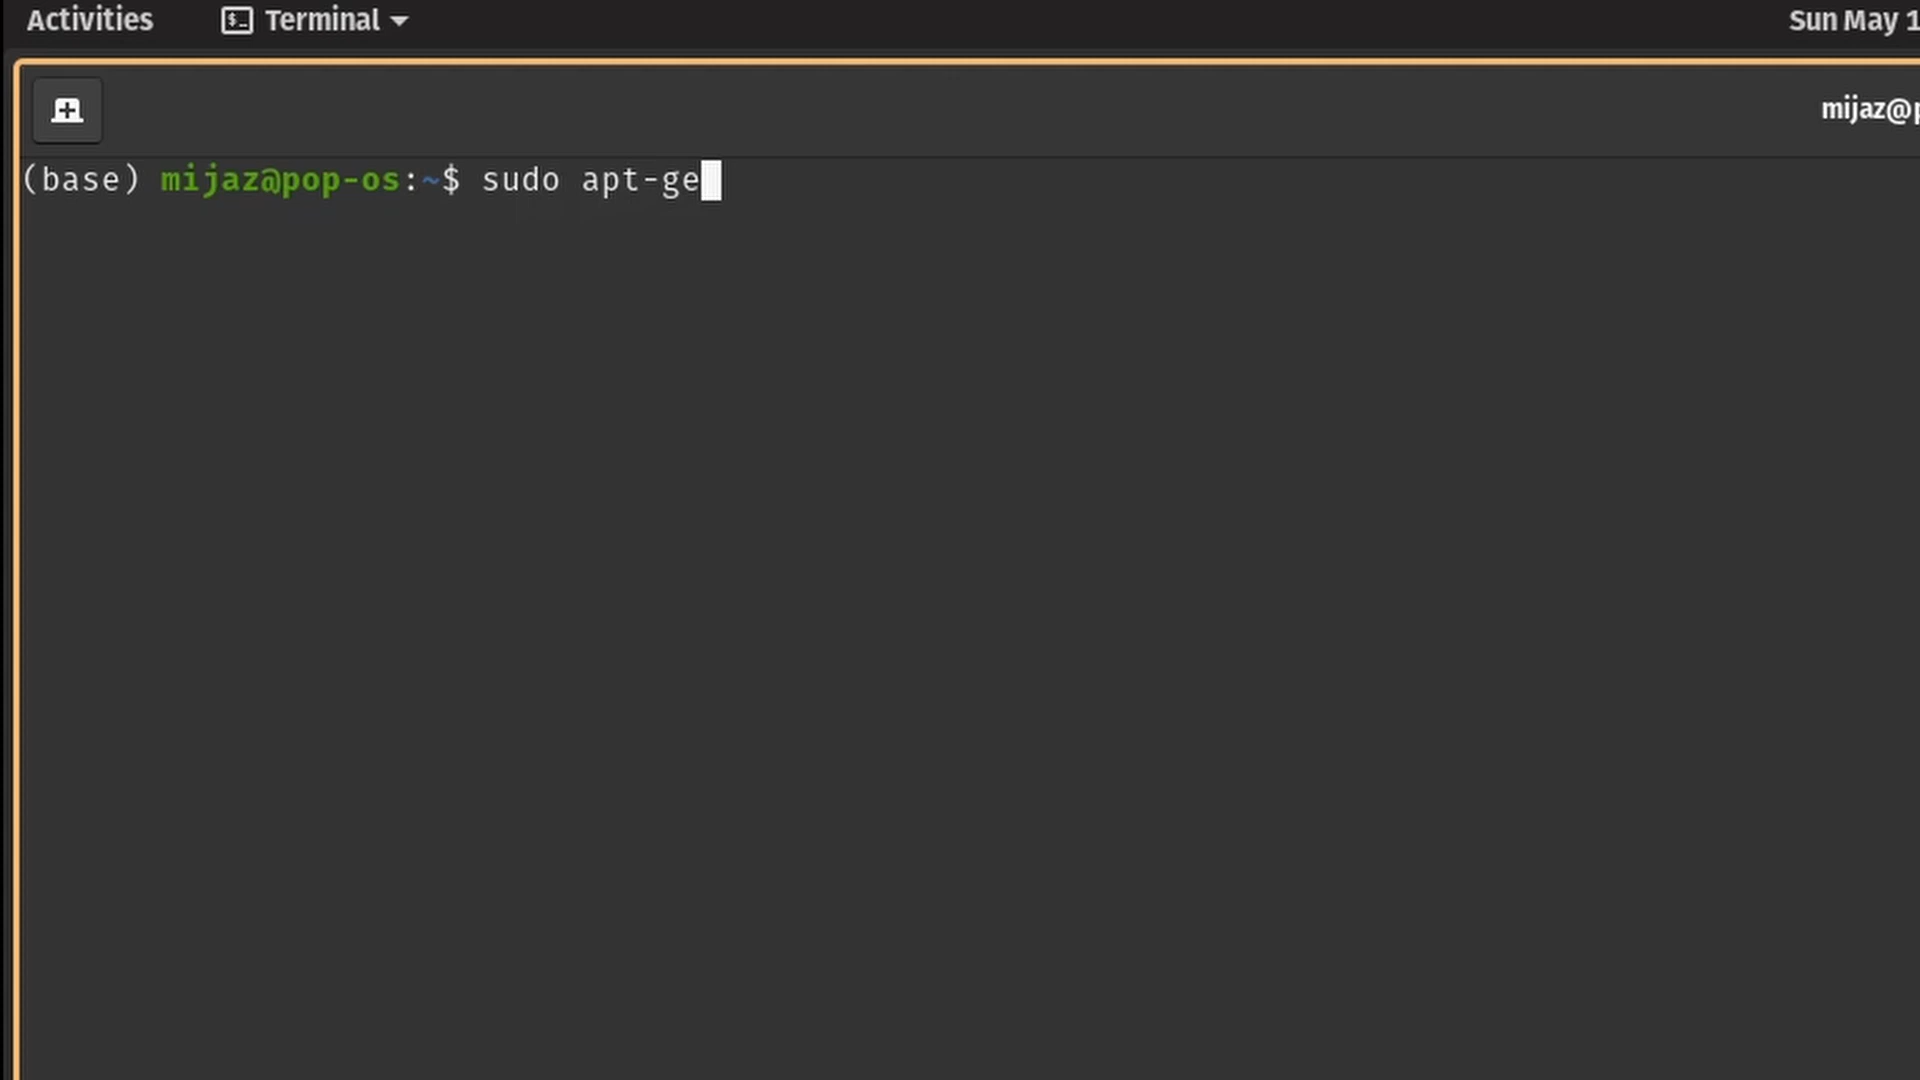 Activities Terminal Sun May 1
mijaz@p
(base) mijaz@pop-os:~$ sudo apt-ge